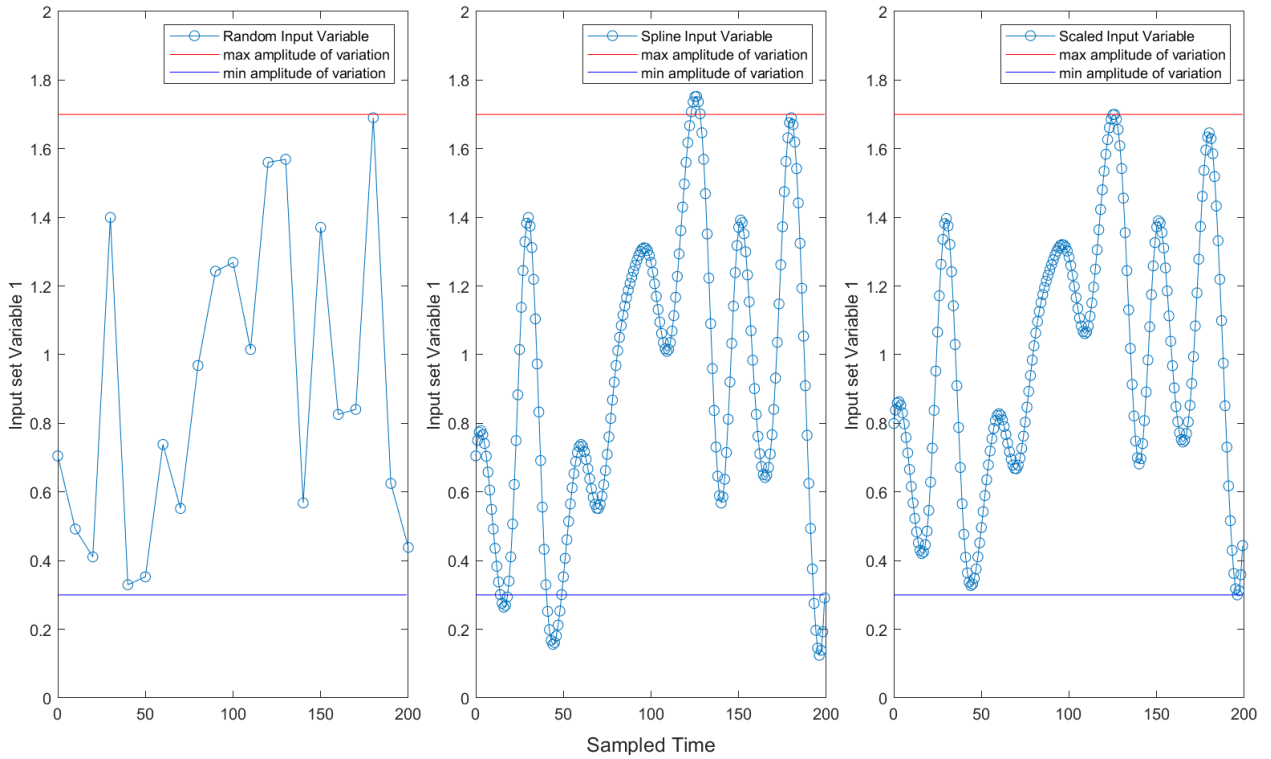 Random Input Variable
max amplitude of variation
min amplitude of variation
Input set Variable 1
2
1.8
1.6
1.4
1.2
1
0.8
0.6
0.4
0.2
0
0 50 100 150 200
Spline Input Variable
max amplitude of variation
min amplitude of variation
Input set Variable 1
2
1.8
1.6
1.4
1.2
1
0.8
0.6
0.4
0.2
0
0 50 100 150 200
Sampled Time
Scaled Input Variable
max amplitude of variation
min amplitude of variation
Input set Variable 1
2
1.8
1.6
1.4
1.2
1
0.8
0.6
0.4
0.2
0
0 50 100 150 200